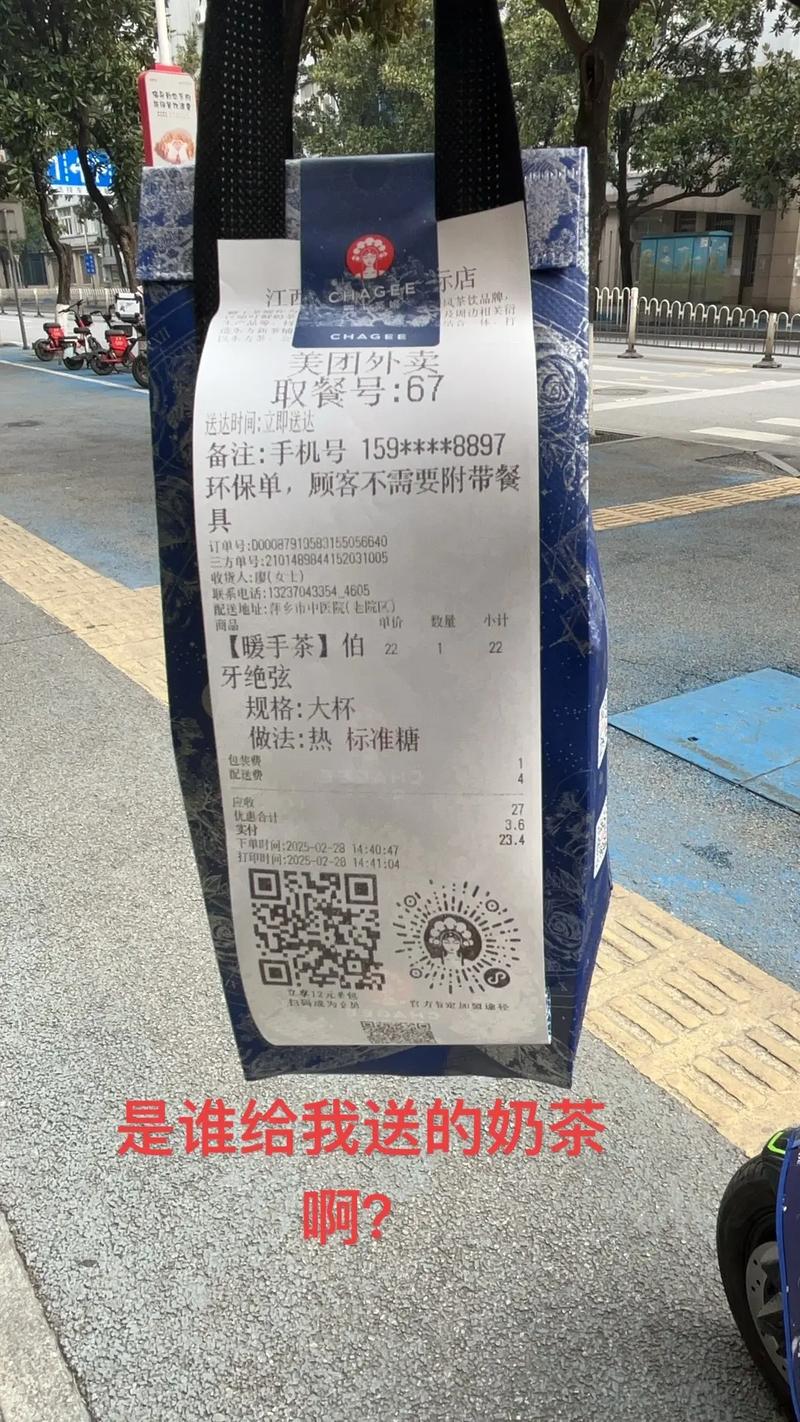 江西
示店
CHAGEE
CHAGEE
美团外卖
取餐号:67
送达时间:立即送达
备注:手机号 159****8897
环保单，顾客不需要附带餐
具
三方单号:2101489844152031005
收货人:廖(女士)
联系电话:13237043354_4605
配送地址:萍乡市中医院(老院区)
商品 单价 数量 小计
【暖手茶】伯 22 1 22
牙绝弦
规格:大杯
做法:热 标准糖
包装费 1
配送费 4
应收 27
优惠合计 3.6
实付 23.4
下单时间:2025-02-28 14:40:47
打印时间:2025-02-28 14:41:04
是谁给我送的奶茶
啊?